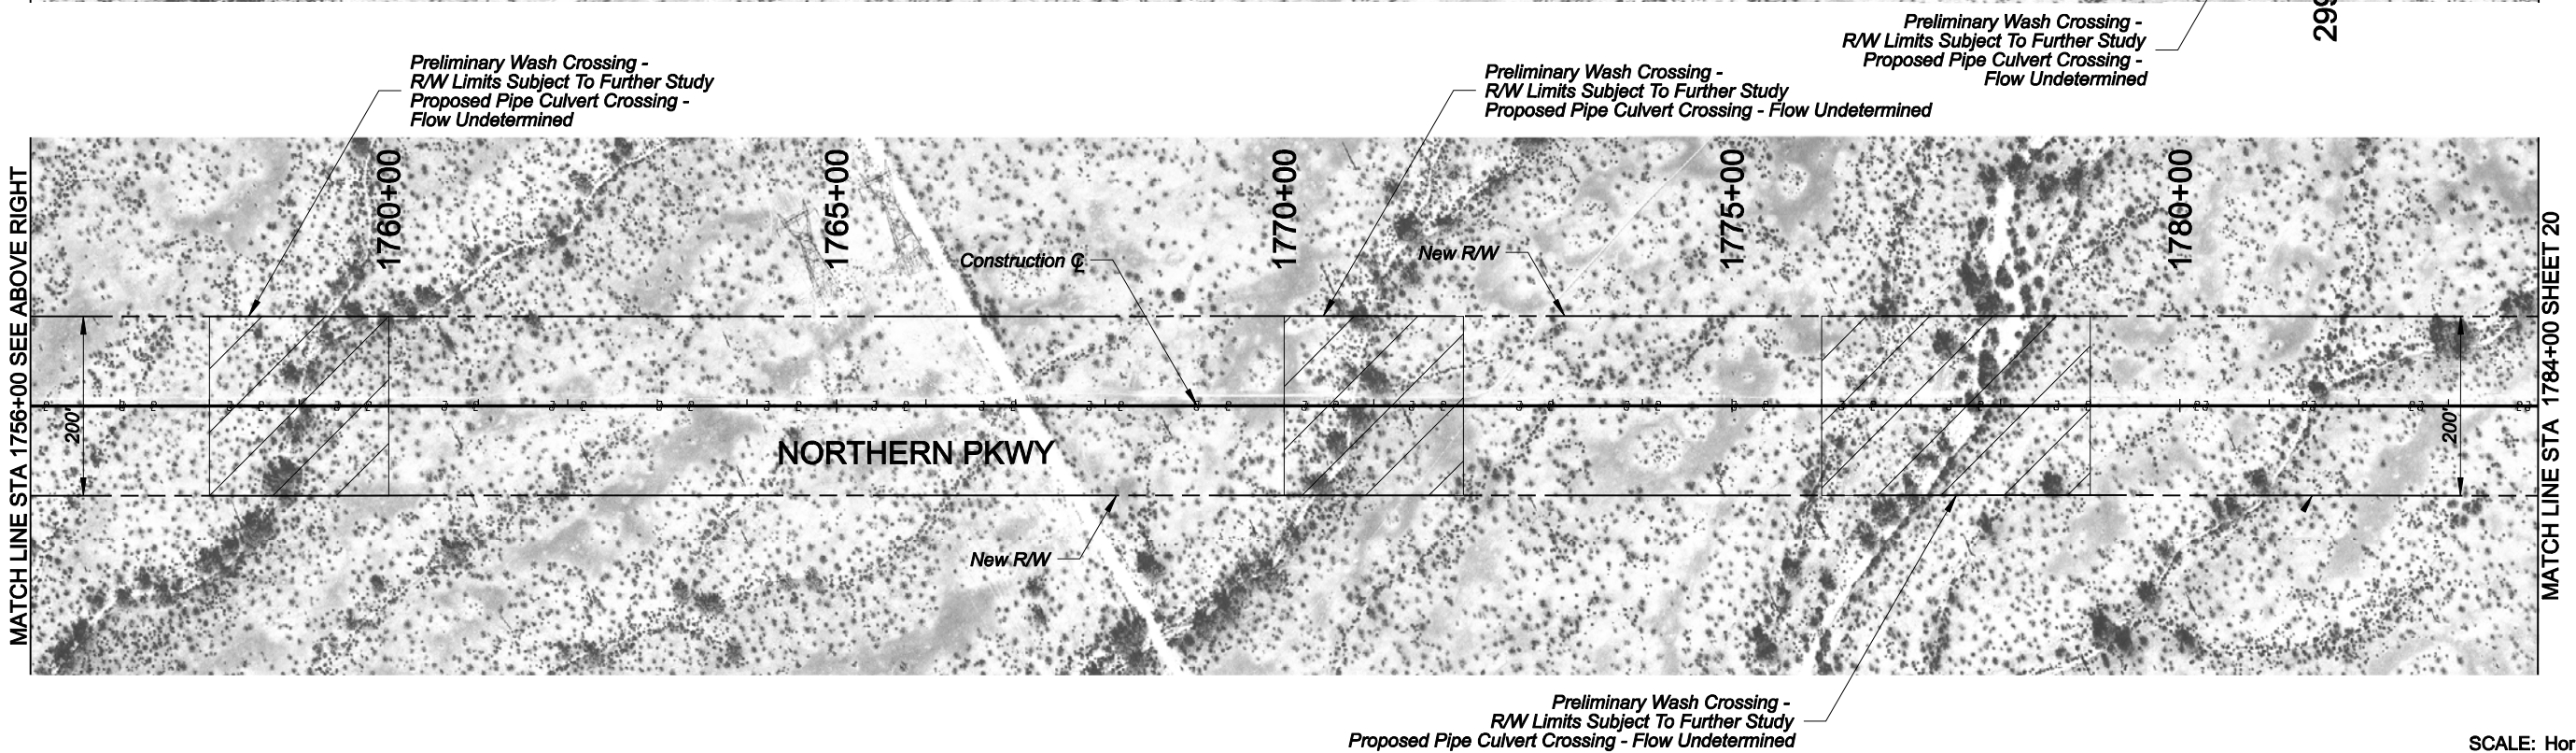 Preliminary Wash Crossing -
R/W Limits Subject To Further Study
Proposed Pipe Culvert Crossing -
Flow Undetermined
299
Preliminary Wash Crossing -
R/W Limits Subject To Further Study
Proposed Pipe Culvert Crossing -
Flow Undetermined
Preliminary Wash Crossing -
R/W Limits Subject To Further Study
Proposed Pipe Culvert Crossing - Flow Undetermined
MATCH LINE STA 1756+00 SEE ABOVE RIGHT
1760+00
1765+00
1770+00
1775+00
1780+00
MATCH LINE STA 1784+00 SHEET 20
Construction ℄
New R/W
200'
200'
NORTHERN PKWY
New R/W
Preliminary Wash Crossing -
R/W Limits Subject To Further Study
Proposed Pipe Culvert Crossing - Flow Undetermined
SCALE: Hor